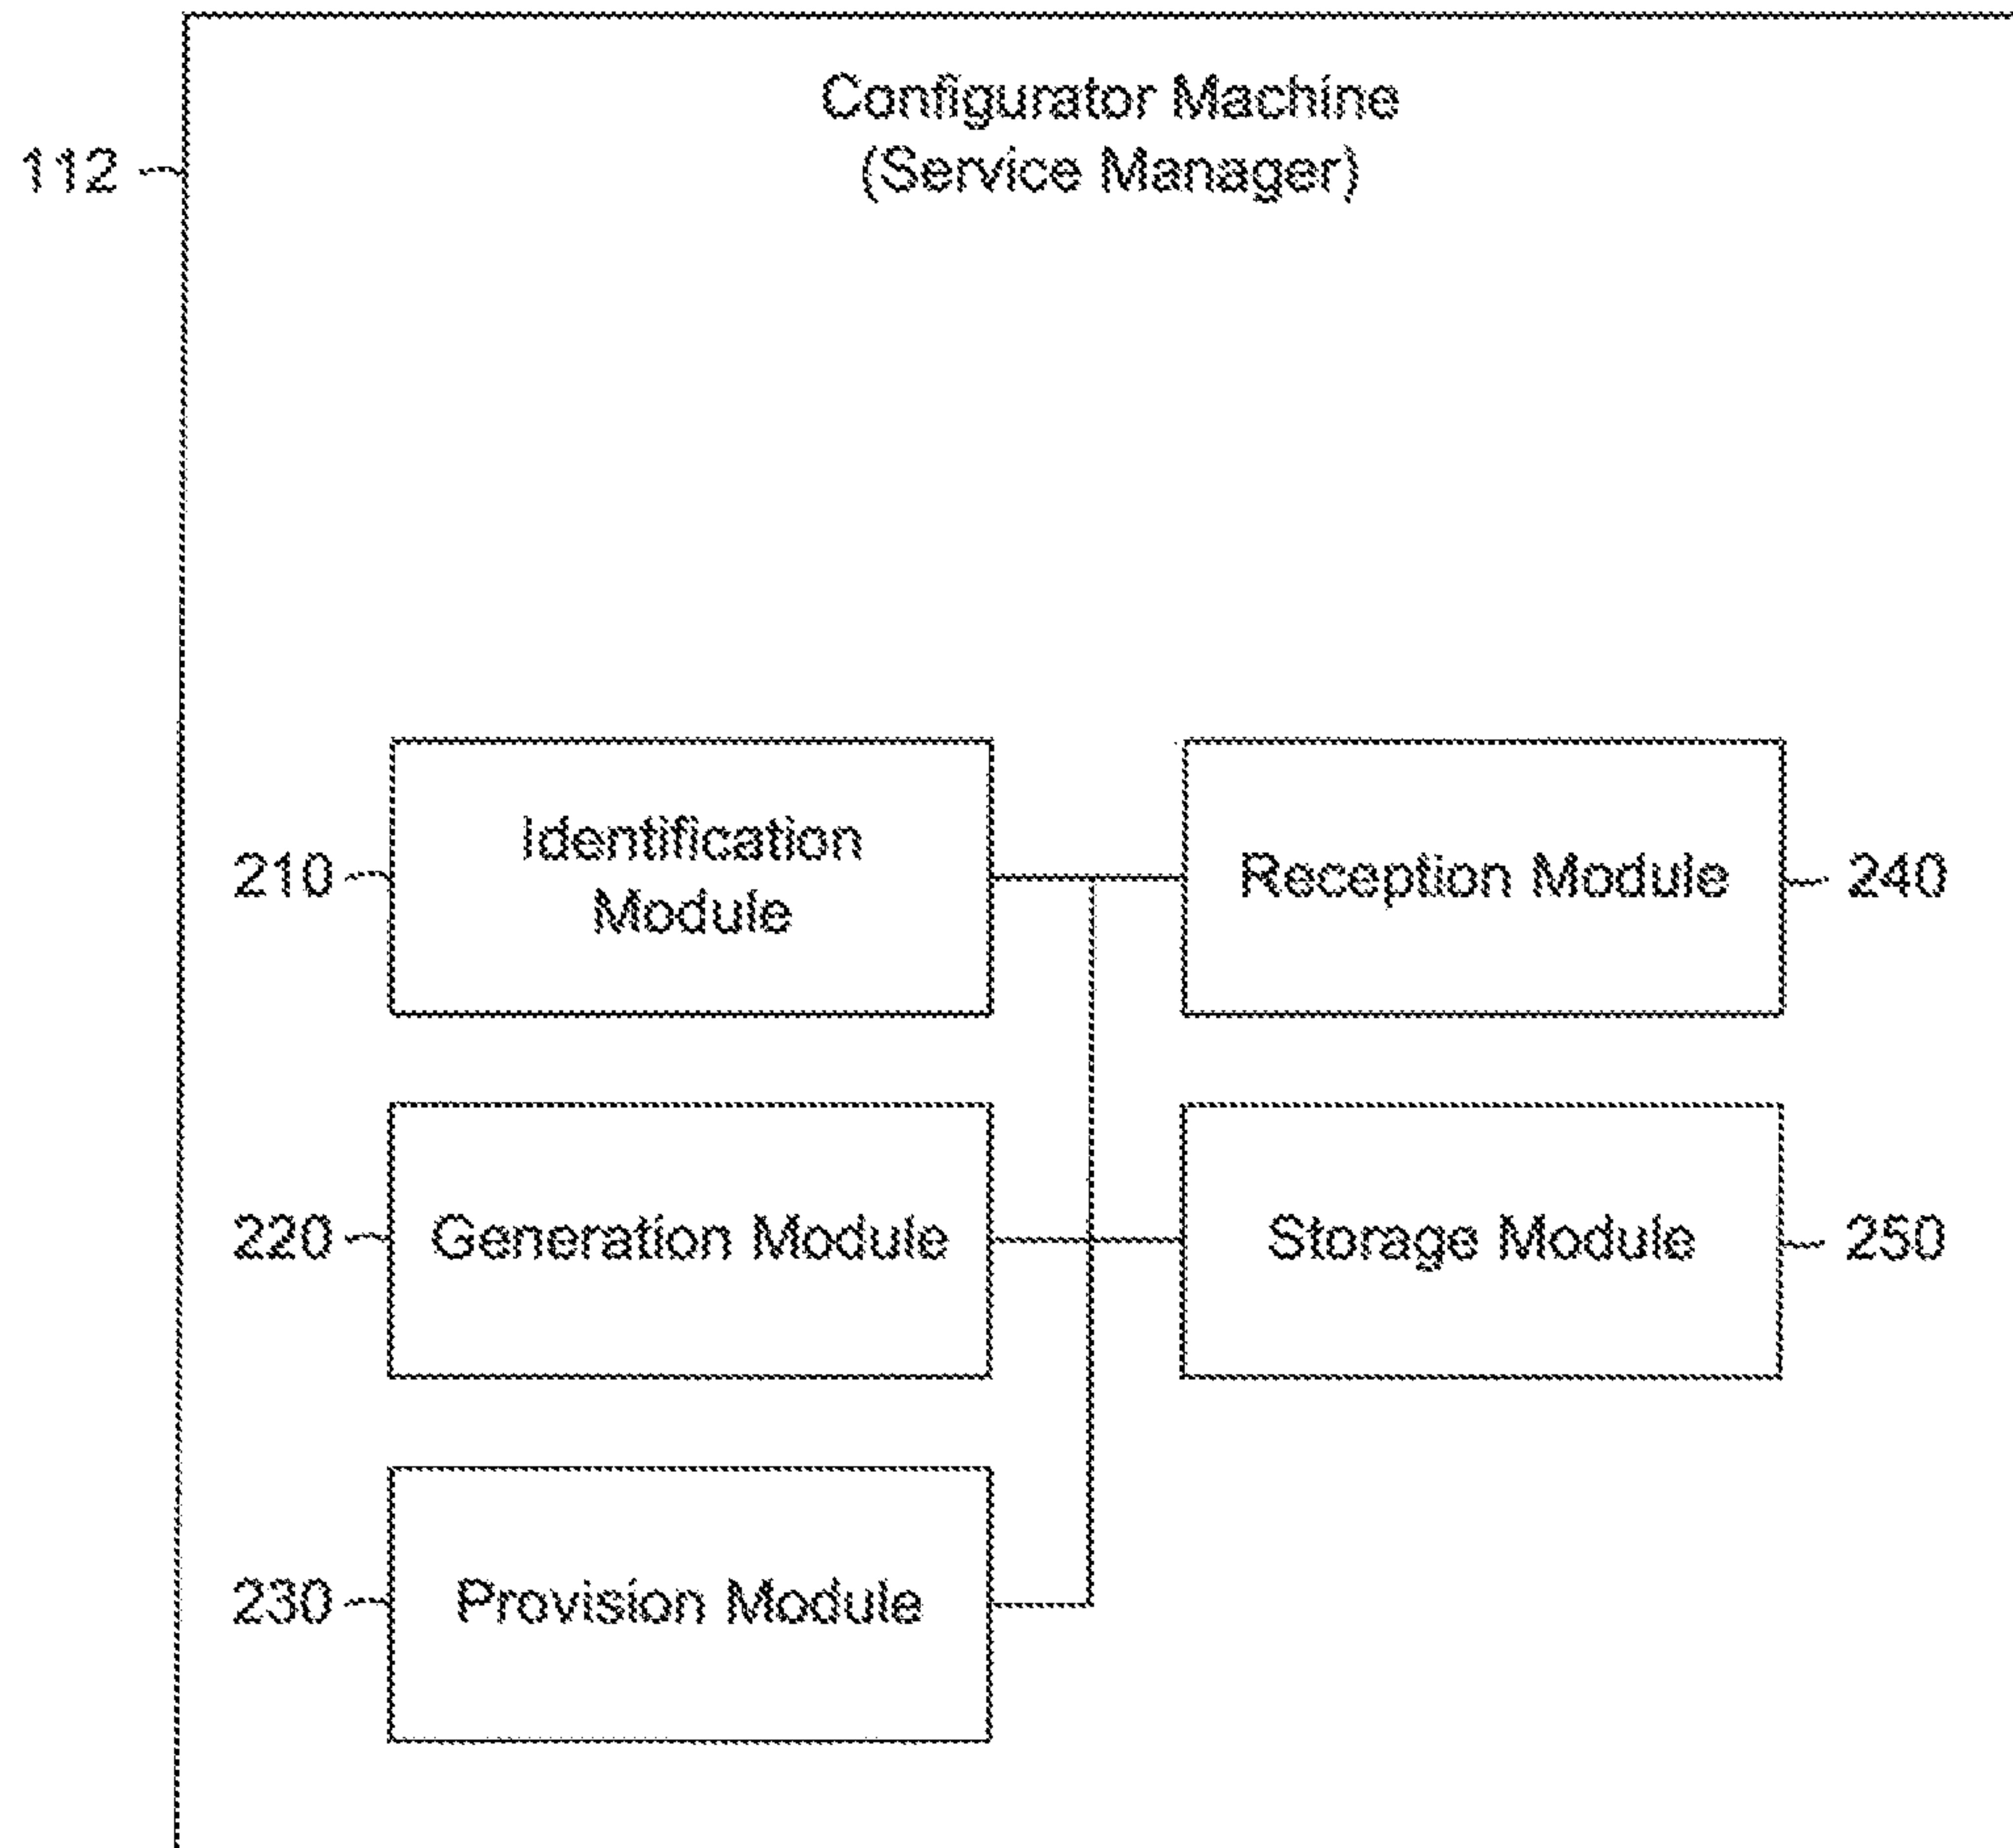 Configurator Machine
(Service Manager)
112
Identification
Module
210
Reception Module
240
Generation Module
220
Storage Module
250
Provision Module
230